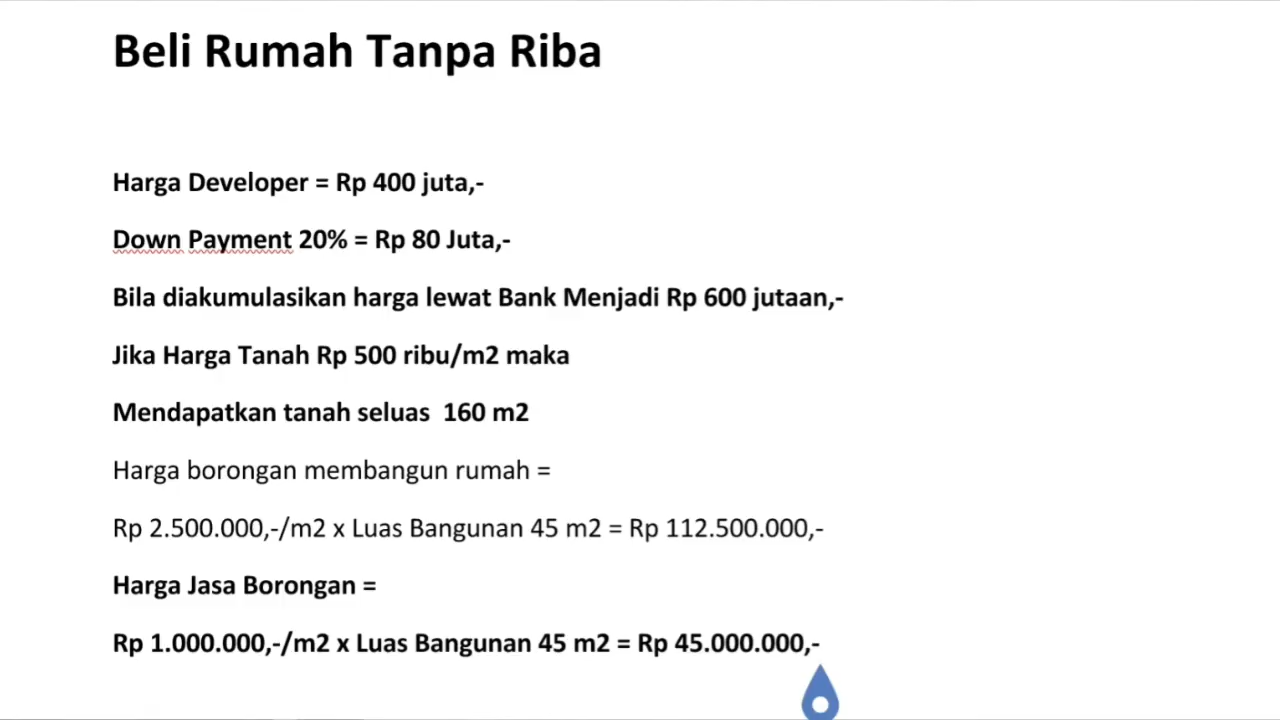 Beli Rumah Tanpa Riba
Harga Developer = Rp 400 juta,-
Down Payment 20% = Rp 80 Juta,-
Bila diakumulasikan harga lewat Bank Menjadi Rp 600 jutaan,-
Jika Harga Tanah Rp 500 ribu/m2 maka
Mendapatkan tanah seluas  160 m2
Harga borongan membangun rumah =
Rp 2.500.000,-/m2 x Luas Bangunan 45 m2 = Rp 112.500.000,-
Harga Jasa Borongan =
Rp 1.000.000,-/m2 x Luas Bangunan 45 m2 = Rp 45.000.000,-